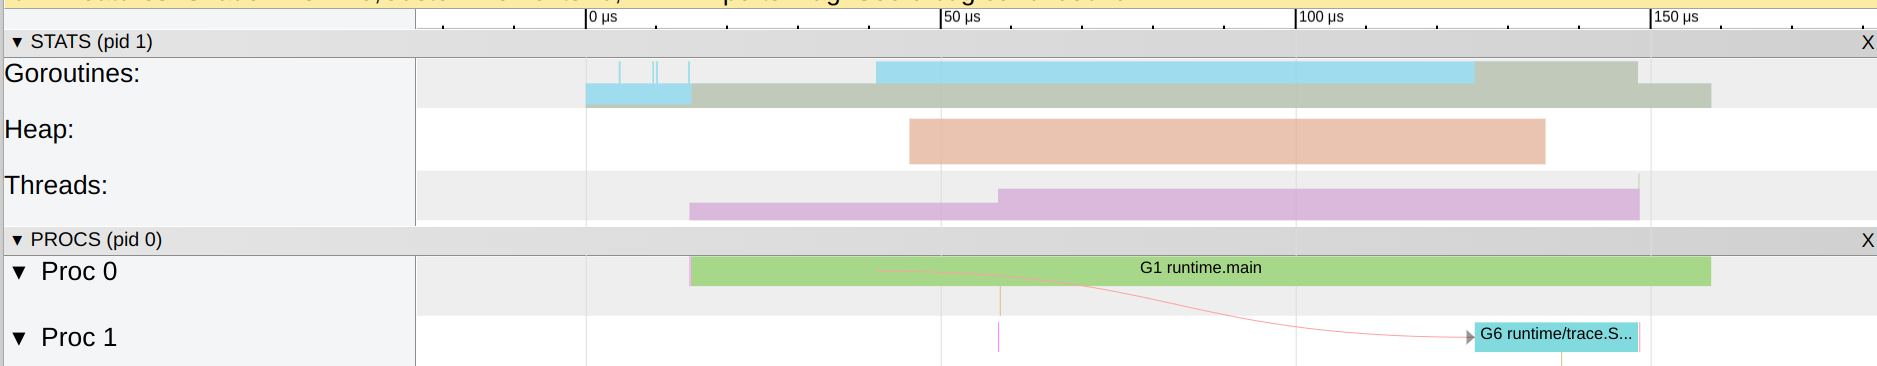 0 μs 50 μs 100 μs 150 μs
▼ STATS (pid 1) X
Goroutines:
Heap:
Threads:
▼ PROCS (pid 0) X
▼ Proc 0 G1 runtime.main
▼ Proc 1 G6 runtime/trace.S...